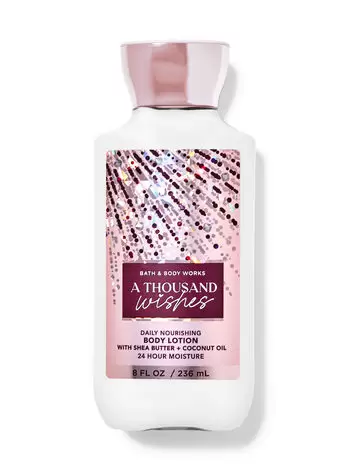 BATH & BODY WORKS
A THOUSAND
wishes
DAILY NOURISHING
BODY LOTION
WITH SHEA BUTTER + COCONUT OIL
24 HOUR MOISTURE
8 FL OZ / 236 mL